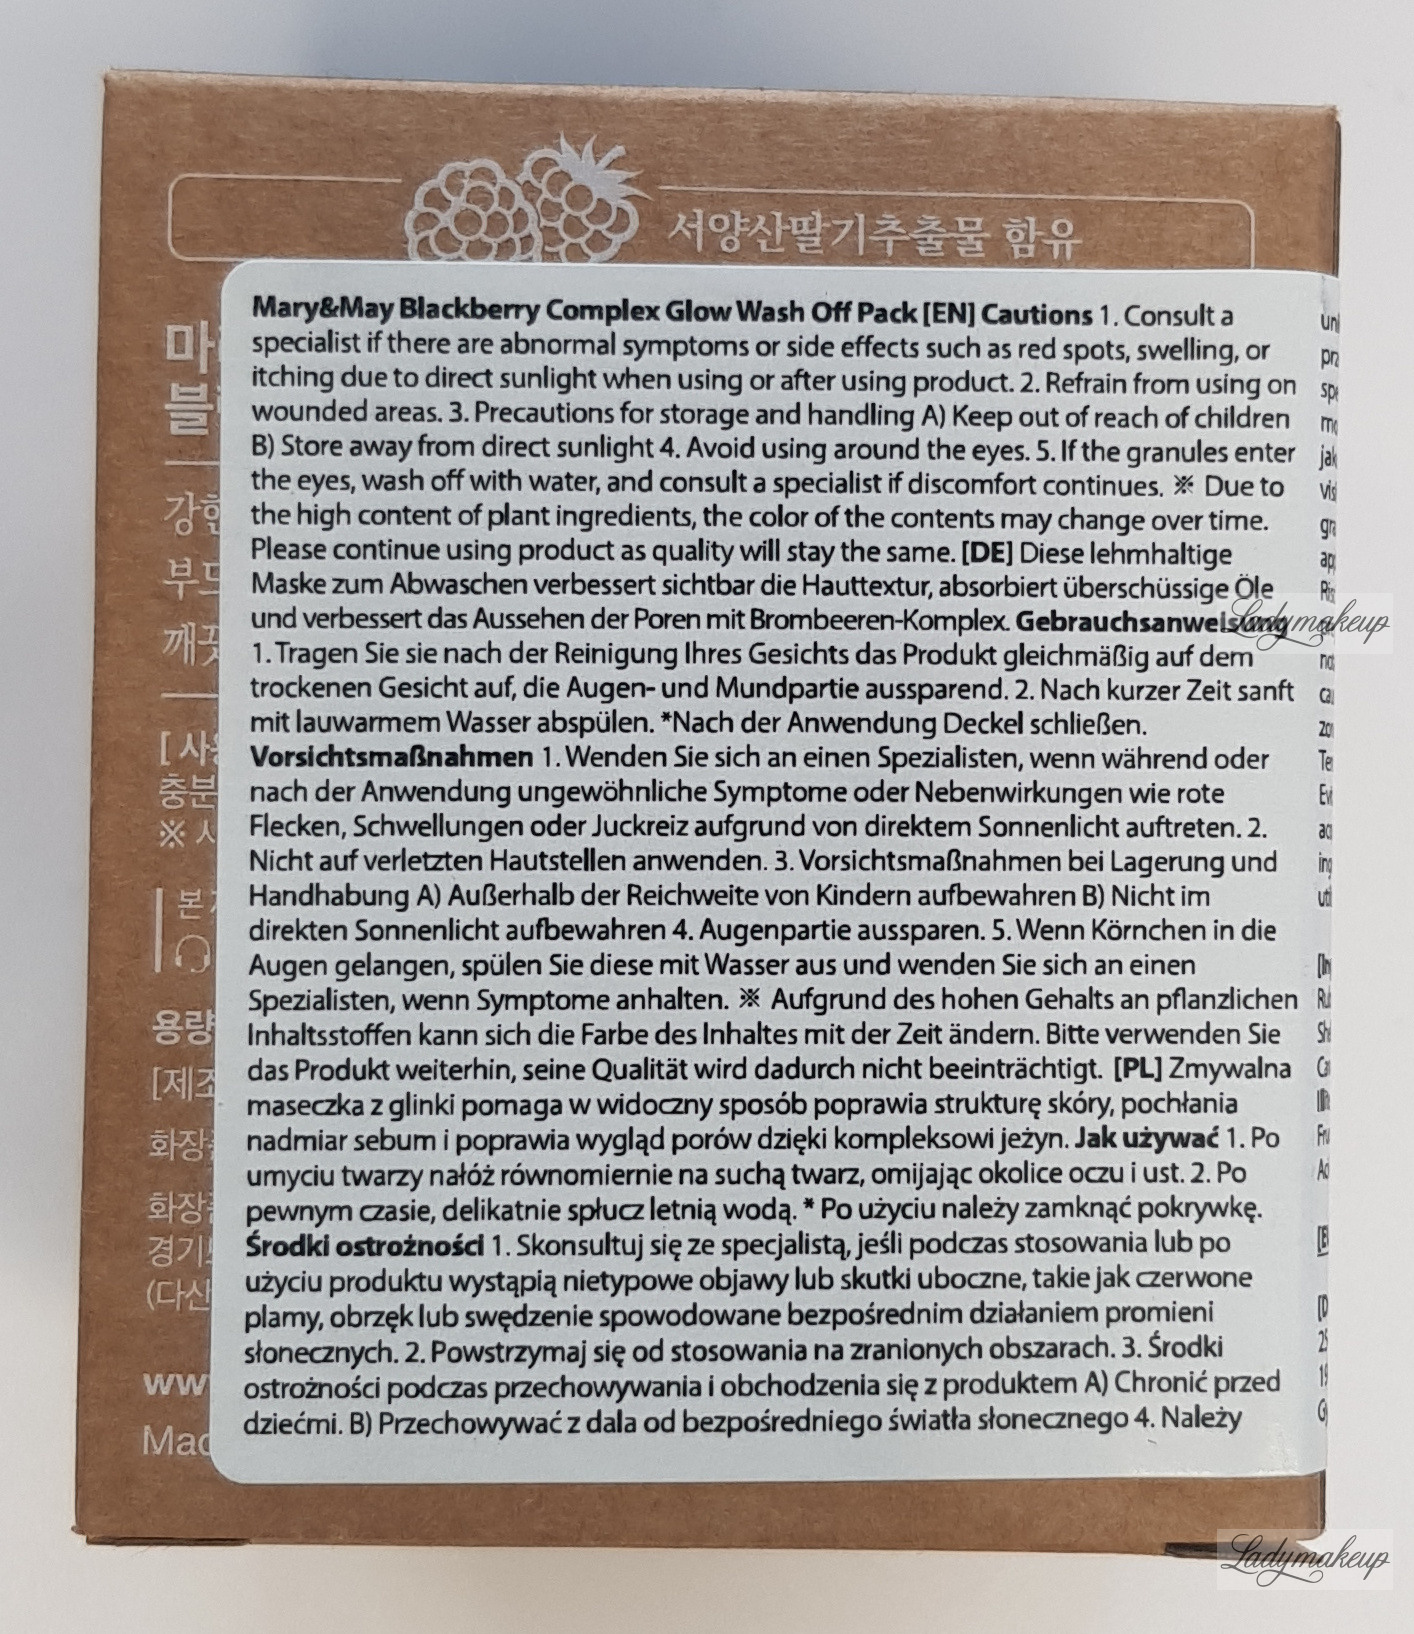 서양산딸기추출물 함유
Mary&May Blackberry Complex Glow Wash Off Pack [EN] Cautions 1. Consult a
specialist if there are abnormal symptoms or side effects such as red spots, swelling, or
itching due to direct sunlight when using or after using product. 2. Refrain from using on
wounded areas. 3. Precautions for storage and handling A) Keep out of reach of children
B) Store away from direct sunlight 4. Avoid using around the eyes. 5. If the granules enter
the eyes, wash off with water, and consult a specialist if discomfort continues. ※ Due to
the high content of plant ingredients, the color of the contents may change over time.
Please continue using product as quality will stay the same. [DE] Diese lehmhaltige
Maske zum Abwaschen verbessert sichtbar die Hauttextur, absorbiert überschüssige Öle
und verbessert das Aussehen der Poren mit Brombeeren-Komplex. Gebrauchsanweisung
1. Tragen Sie sie nach der Reinigung Ihres Gesichts das Produkt gleichmäßig auf dem
trockenen Gesicht auf, die Augen- und Mundpartie aussparend. 2. Nach kurzer Zeit sanft
mit lauwarmem Wasser abspülen. *Nach der Anwendung Deckel schließen.
Vorsichtsmaßnahmen 1. Wenden Sie sich an einen Spezialisten, wenn während oder
nach der Anwendung ungewöhnliche Symptome oder Nebenwirkungen wie rote
Flecken, Schwellungen oder Juckreiz aufgrund von direktem Sonnenlicht auftreten. 2.
Nicht auf verletzten Hautstellen anwenden. 3. Vorsichtsmaßnahmen bei Lagerung und
Handhabung A) Außerhalb der Reichweite von Kindern aufbewahren B) Nicht im
direkten Sonnenlicht aufbewahren 4. Augenpartie aussparen. 5. Wenn Körnchen in die
Augen gelangen, spülen Sie diese mit Wasser aus und wenden Sie sich an einen
Spezialisten, wenn Symptome anhalten. ※ Aufgrund des hohen Gehalts an pflanzlichen
Inhaltsstoffen kann sich die Farbe des Inhaltes mit der Zeit ändern. Bitte verwenden Sie
das Produkt weiterhin, seine Qualität wird dadurch nicht beeinträchtigt. [PL] Zmywalna
maseczka z glinki pomaga w widoczny sposób poprawia strukturę skóry, pochłania
nadmiar sebum i poprawia wygląd porów dzięki kompleksowi jeżyn. Jak używać 1. Po
umyciu twarzy nałóż równomiernie na suchą twarz, omijając okolice oczu i ust. 2. Po
pewnym czasie, delikatnie spłucz letnią wodą. * Po użyciu należy zamknąć pokrywkę.
Środki ostrożności 1. Skonsultuj się ze specjalistą, jeśli podczas stosowania lub po
użyciu produktu wystąpią nietypowe objawy lub skutki uboczne, takie jak czerwone
plamy, obrzęk lub swędzenie spowodowane bezpośrednim działaniem promieni
słonecznych. 2. Powstrzymaj się od stosowania na zranionych obszarach. 3. Środki
ostrożności podczas przechowywania i obchodzenia się z produktem A) Chronić przed
dziećmi. B) Przechowywać z dala od bezpośredniego światła słonecznego 4. Należy
Ladymakeup
Ladymakeup